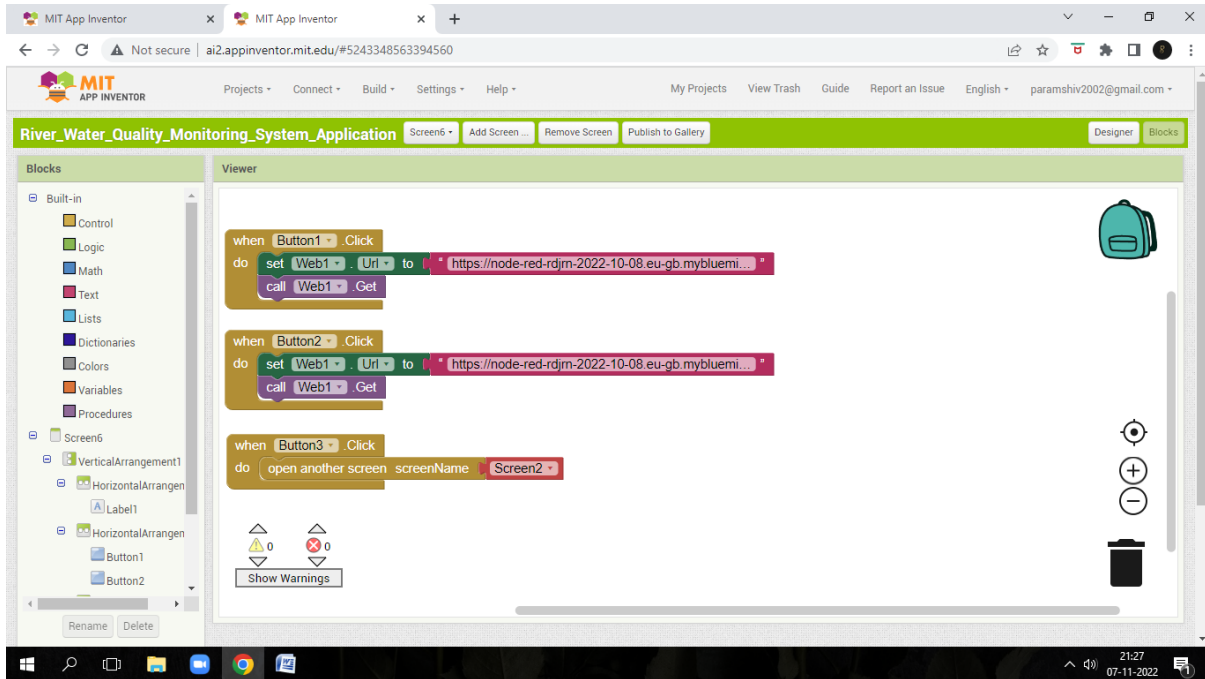 MIT App Inventor
MIT App Inventor
Not secure ai2.appinventor.mit.edu/#5243348563394560
MIT
APP INVENTOR
Projects Connect Build Settings Help My Projects View Trash Guide Report an Issue English paramshiv2002@gmail.com
River_Water_Quality_Monitoring_System_Application Screen6 Add Screen ... Remove Screen Publish to Gallery Designer Blocks
Blocks
Viewer
Built-in
Control
Logic
Math
Text
Lists
Dictionaries
Colors
Variables
Procedures
Screen6
VerticalArrangement1
HorizontalArrangen
Label1
HorizontalArrangen
Button1
Button2
Rename Delete
when Button1 .Click
do set Web1 . Url to " https://node-red-rdjrn-2022-10-08.eu-gb.mybluemi... "
call Web1 .Get
when Button2 .Click
do set Web1 . Url to " https://node-red-rdjrn-2022-10-08.eu-gb.mybluemi... "
call Web1 .Get
when Button3 .Click
do open another screen screenName Screen2
0 0
Show Warnings
21:27
07-11-2022